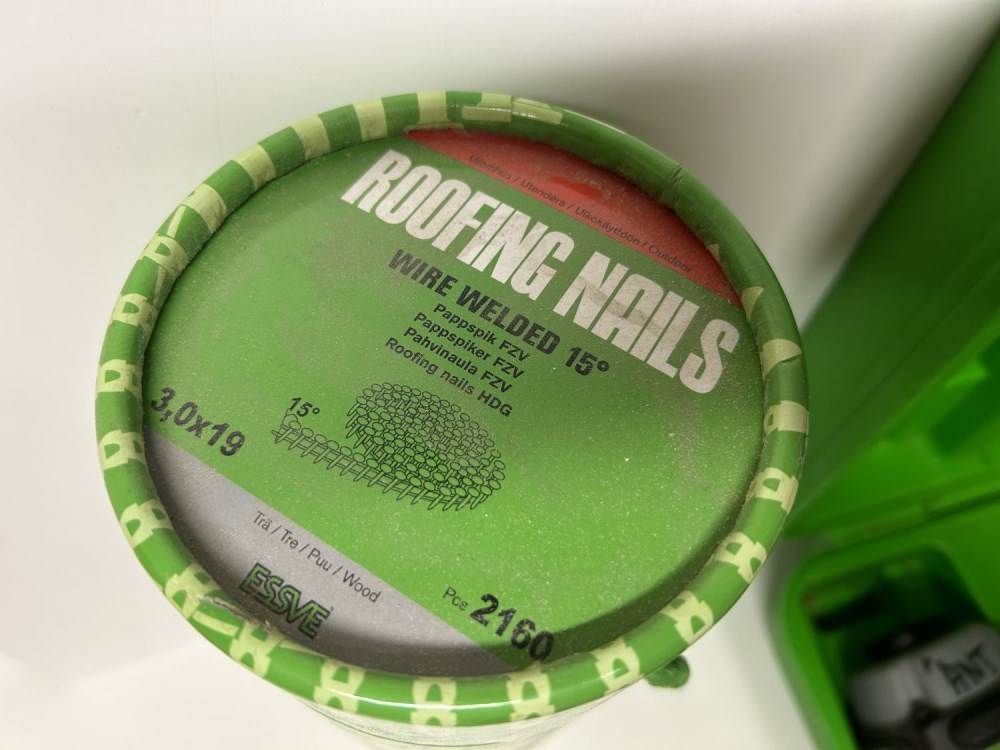 Utomhus / Utendørs / Ulkokäyttöön / Outdoor
ROOFING NAILS
WIRE WELDED 15°
Pappspik FZV
Pappspiker FZV
Pahvinaula FZV
Roofing nails HDG
15°
3,0x19
Trä / Tre / Puu / Wood
ESSVE
Pcs 2160